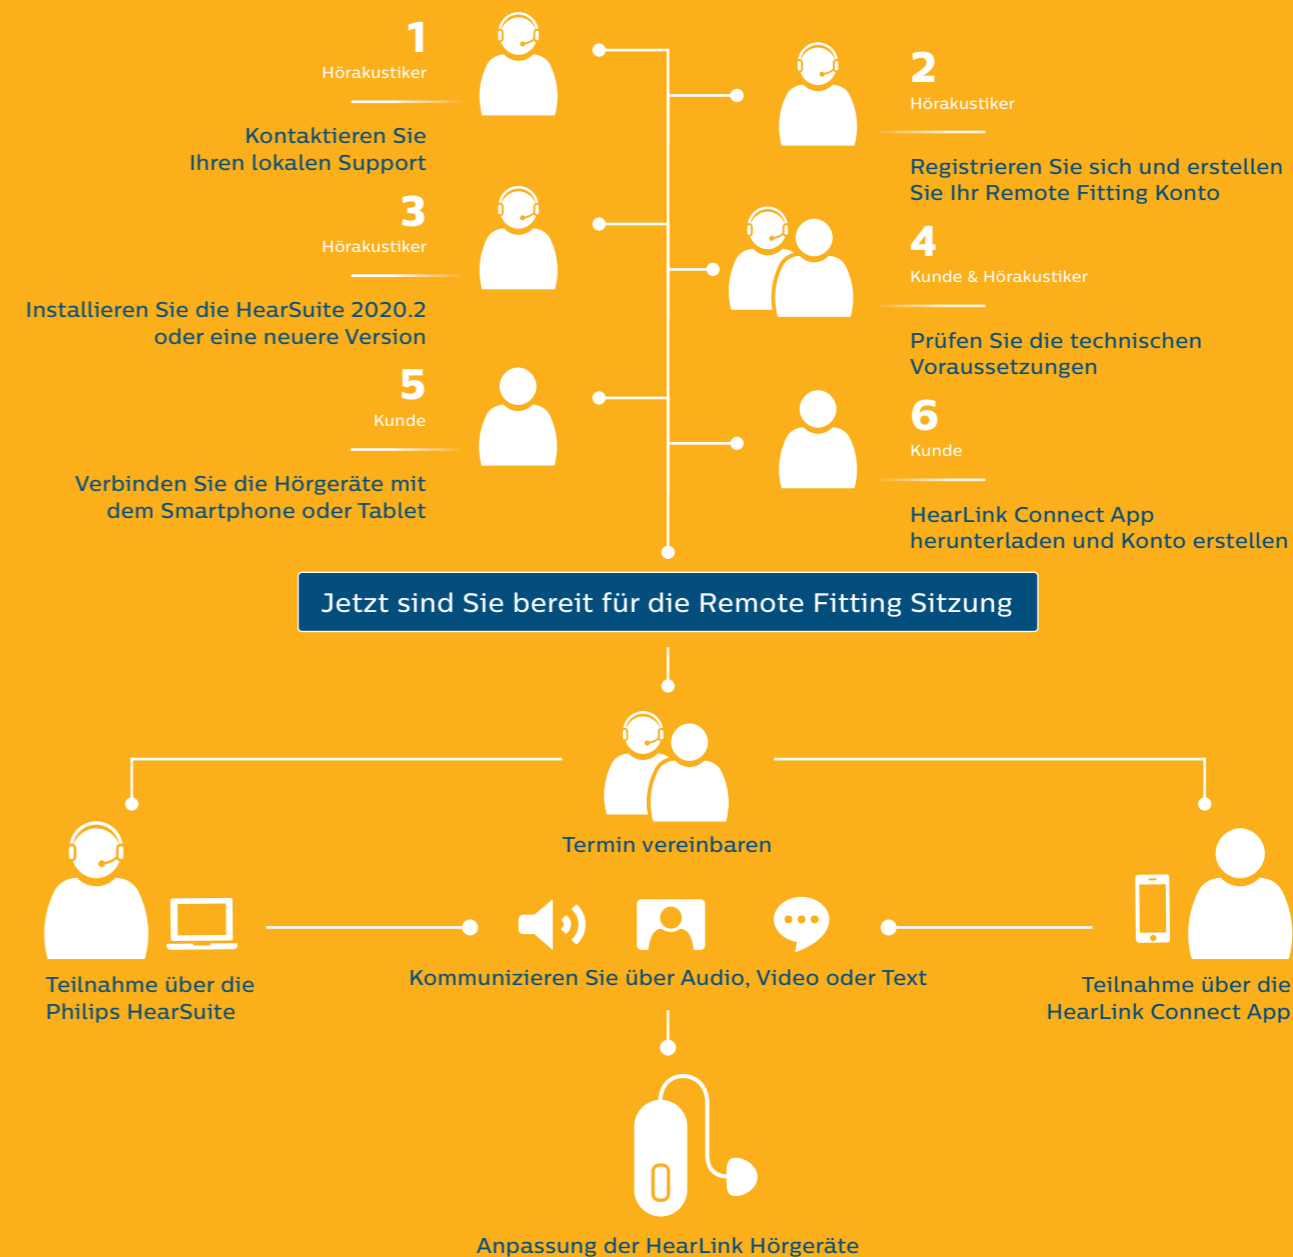 1
Hörakustiker
Kontaktieren Sie
Ihren lokalen Support
2
Hörakustiker
Registrieren Sie sich und erstellen
Sie Ihr Remote Fitting Konto
3
Hörakustiker
Installieren Sie die HearSuite 2020.2
oder eine neuere Version
4
Kunde & Hörakustiker
Prüfen Sie die technischen
Voraussetzungen
5
Kunde
Verbinden Sie die Hörgeräte mit
dem Smartphone oder Tablet
6
Kunde
HearLink Connect App
herunterladen und Konto erstellen
Jetzt sind Sie bereit für die Remote Fitting Sitzung
Termin vereinbaren
Teilnahme über die
Philips HearSuite
Kommunizieren Sie über Audio, Video oder Text
Teilnahme über die
HearLink Connect App
Anpassung der HearLink Hörgeräte